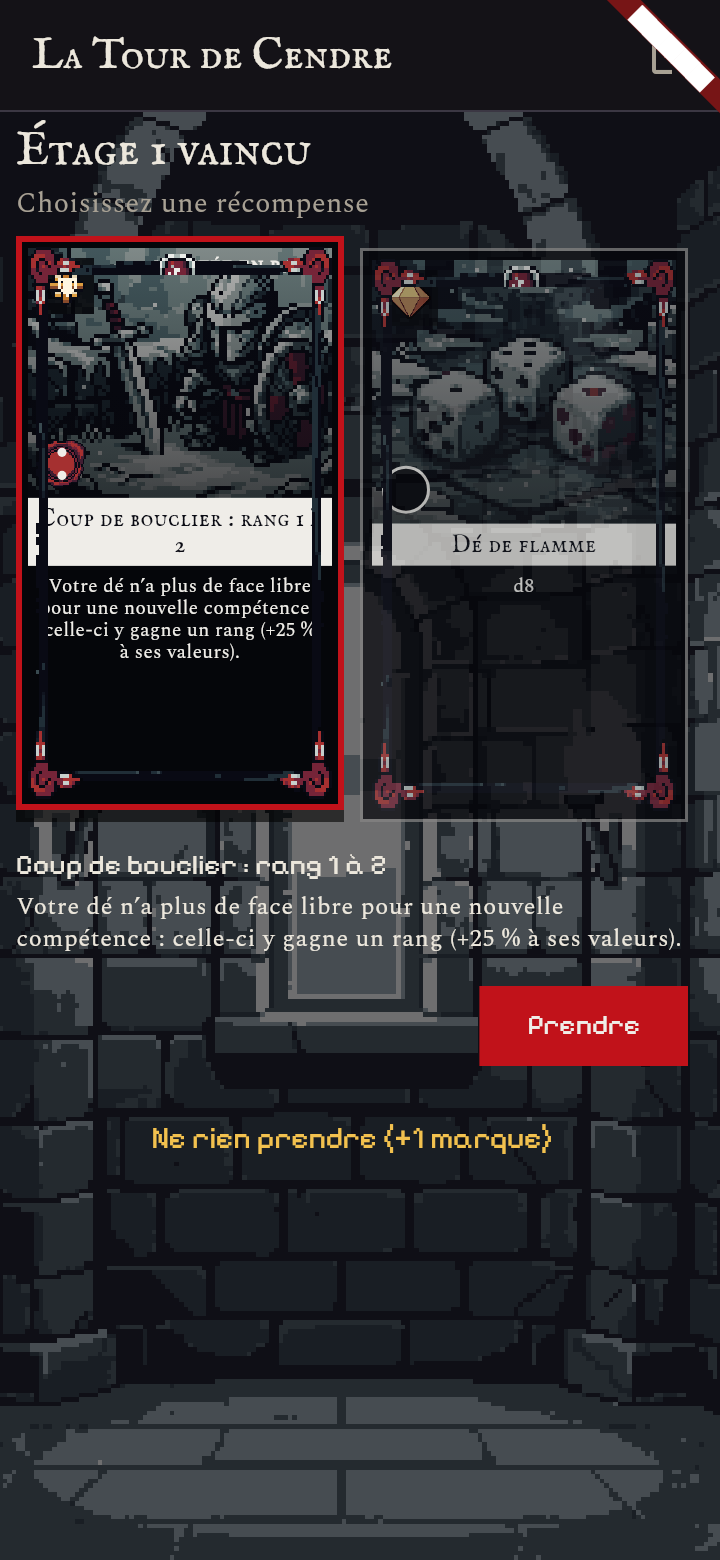 La Tour de Cendre
Étage 1 vaincu
Choisissez une récompense
Coup de bouclier : rang 1
2
Votre dé n’a plus de face libre
pour une nouvelle compétence
celle-ci y gagne un rang (+25 %
à ses valeurs).
Dé de flamme
d8
Coup de bouclier : rang 1 à 2
Votre dé n’a plus de face libre pour une nouvelle
compétence : celle-ci y gagne un rang (+25 % à ses valeurs).
Prendre
Ne rien prendre (+1 marque)